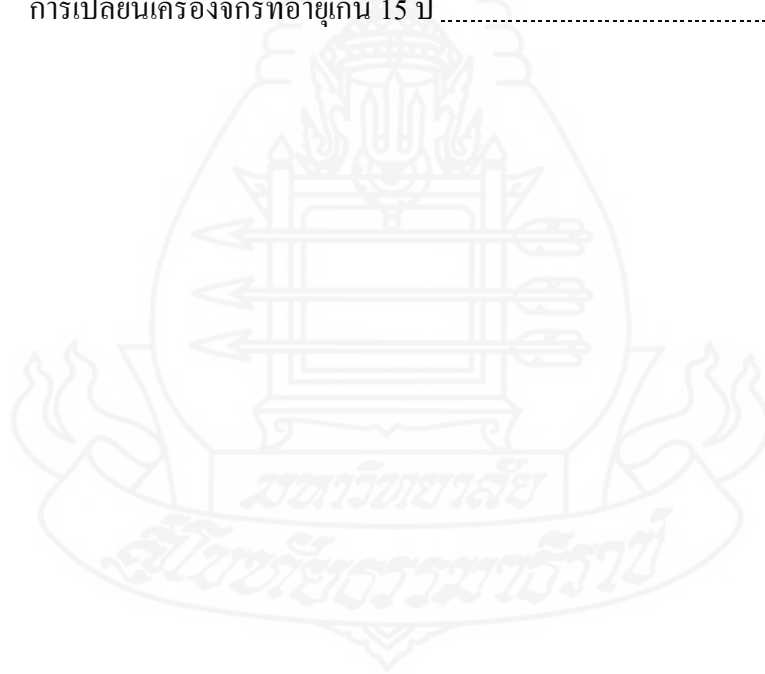 การเปลี่ยนเครื่องจักรที่อายุเกิน 15 ปี
มหาวิทยาลัย
สุโขทัยธรรมาธิราช